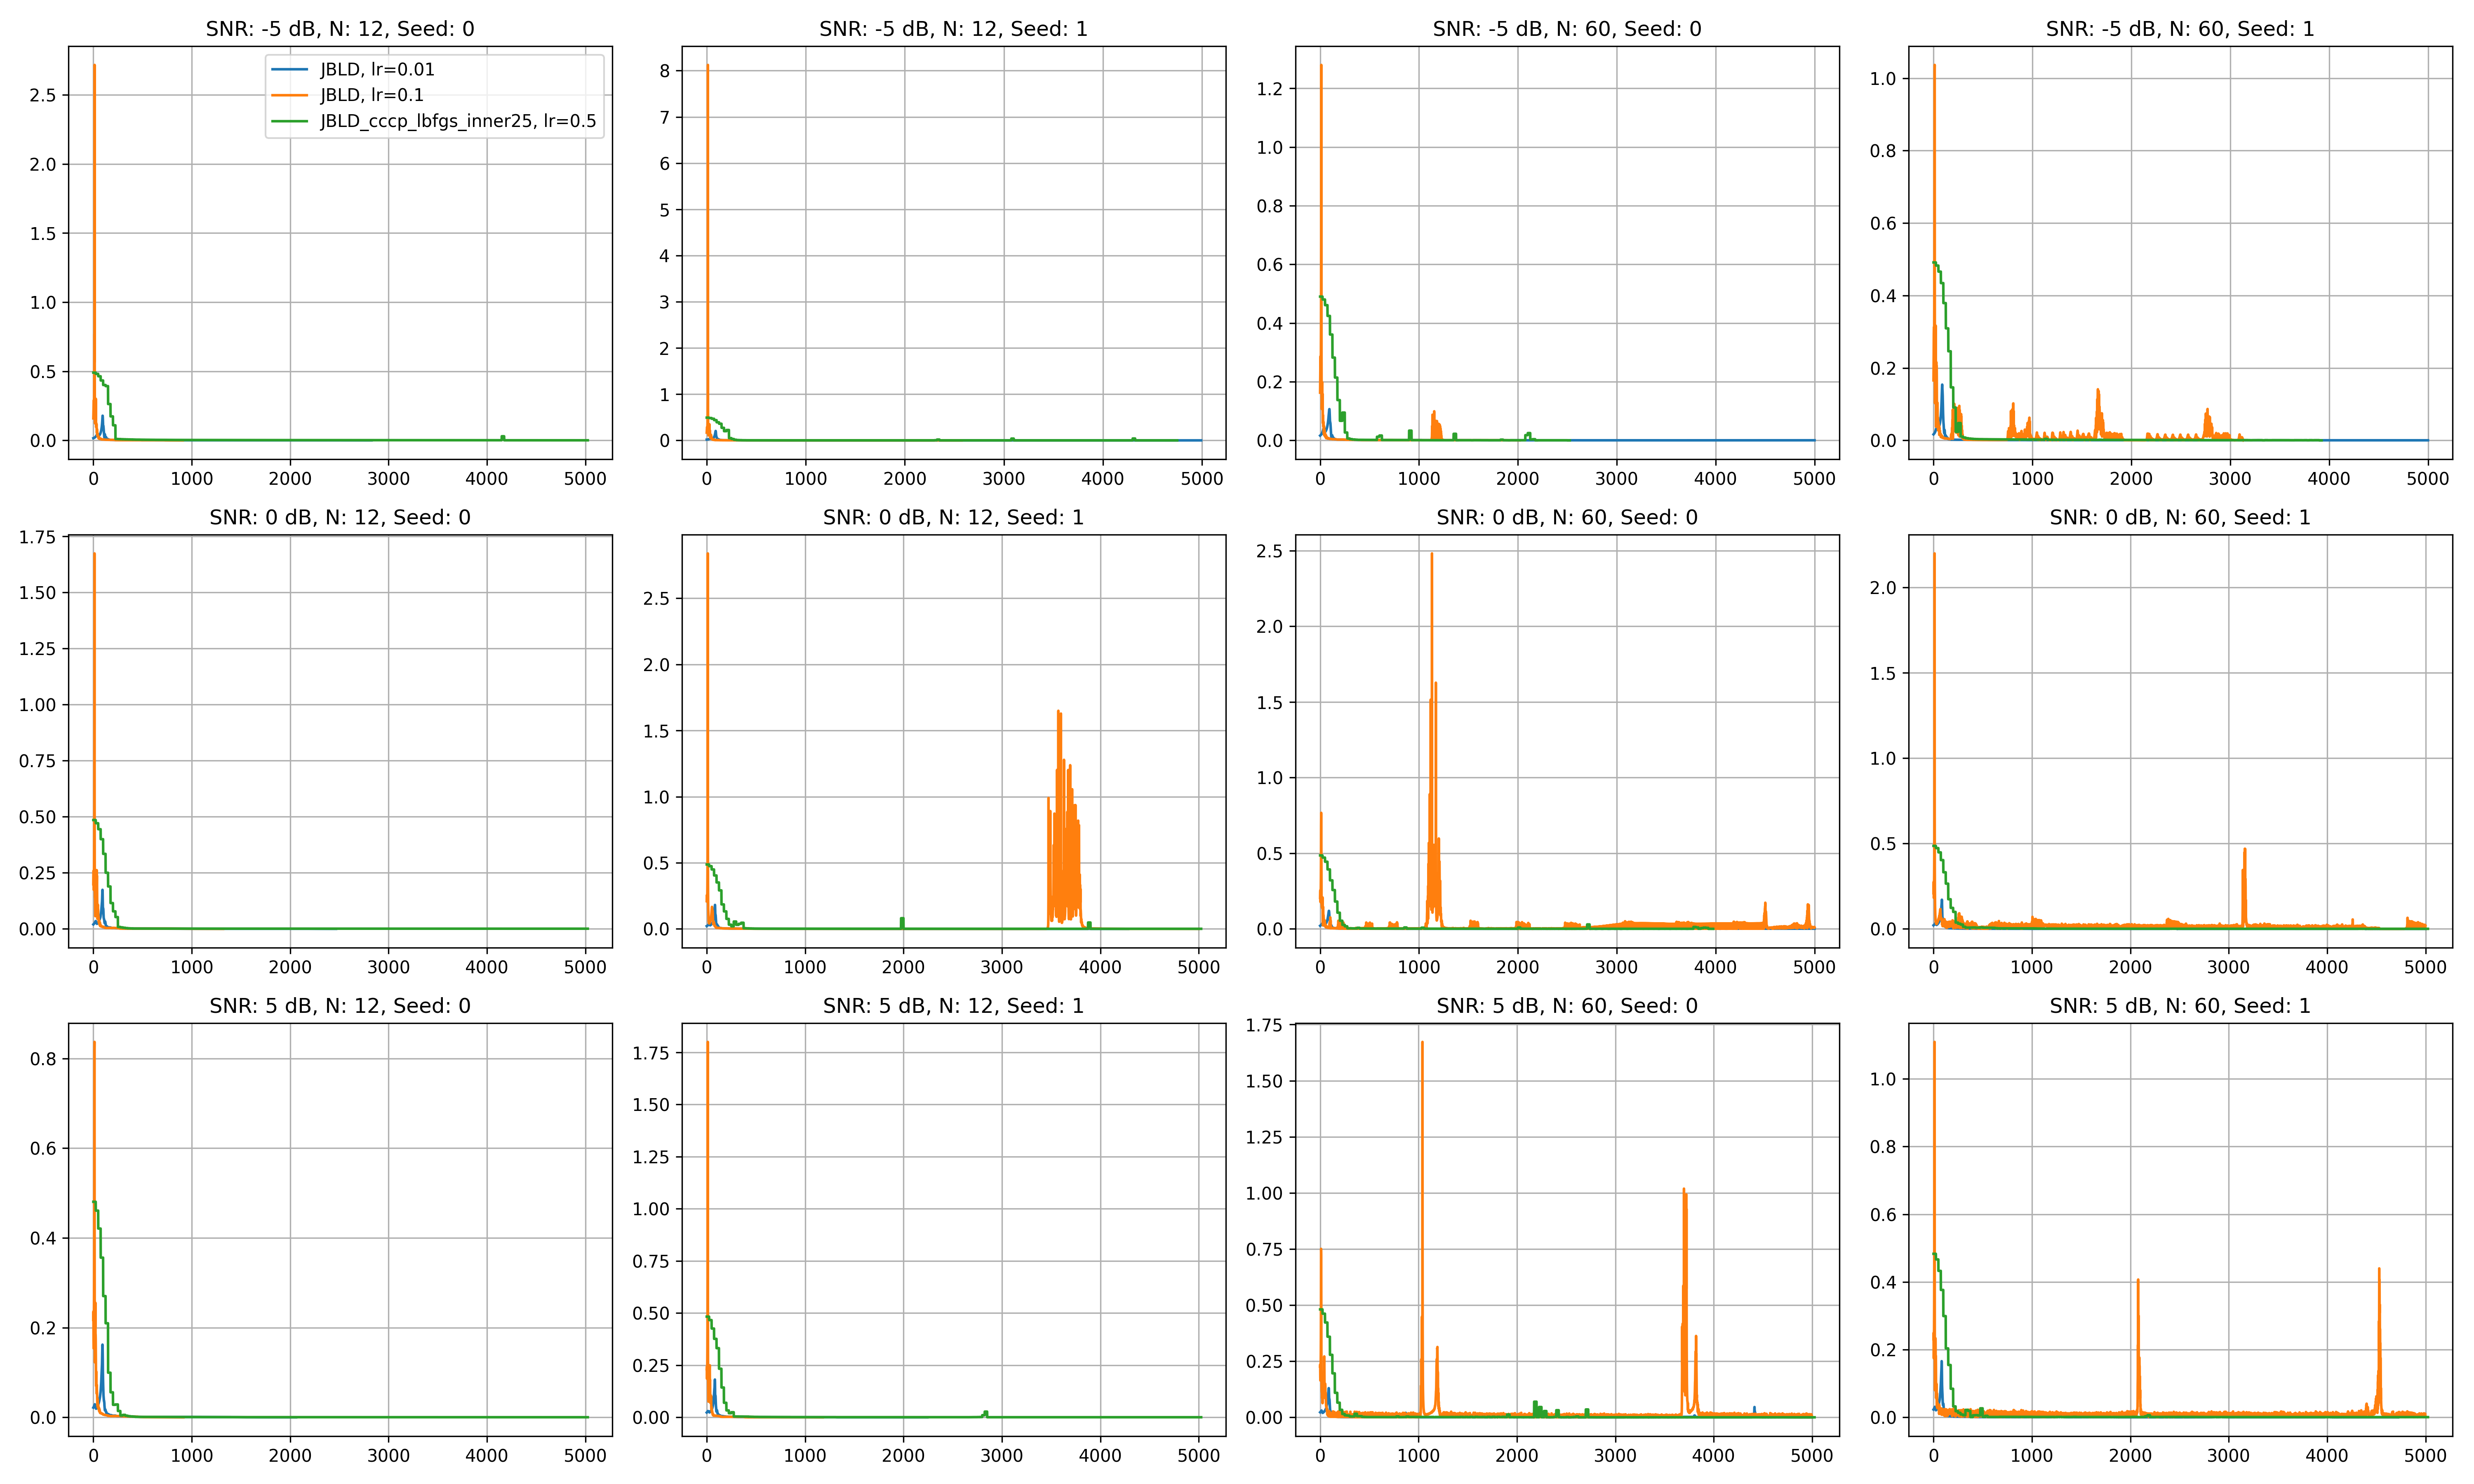 SNR: -5 dB, N: 12, Seed: 0
JBLD, lr=0.01
JBLD, lr=0.1
JBLD_cccp_lbfgs_inner25, lr=0.5
2.5
2.0
1.5
1.0
0.5
0.0
0 1000 2000 3000 4000 5000
SNR: -5 dB, N: 12, Seed: 1
8
7
6
5
4
3
2
1
0
0 1000 2000 3000 4000 5000
SNR: -5 dB, N: 60, Seed: 0
1.2
1.0
0.8
0.6
0.4
0.2
0.0
0 1000 2000 3000 4000 5000
SNR: -5 dB, N: 60, Seed: 1
1.0
0.8
0.6
0.4
0.2
0.0
0 1000 2000 3000 4000 5000
SNR: 0 dB, N: 12, Seed: 0
1.75
1.50
1.25
1.00
0.75
0.50
0.25
0.00
0 1000 2000 3000 4000 5000
SNR: 0 dB, N: 12, Seed: 1
2.5
2.0
1.5
1.0
0.5
0.0
0 1000 2000 3000 4000 5000
SNR: 0 dB, N: 60, Seed: 0
2.5
2.0
1.5
1.0
0.5
0.0
0 1000 2000 3000 4000 5000
SNR: 0 dB, N: 60, Seed: 1
2.0
1.5
1.0
0.5
0.0
0 1000 2000 3000 4000 5000
SNR: 5 dB, N: 12, Seed: 0
0.8
0.6
0.4
0.2
0.0
0 1000 2000 3000 4000 5000
SNR: 5 dB, N: 12, Seed: 1
1.75
1.50
1.25
1.00
0.75
0.50
0.25
0.00
0 1000 2000 3000 4000 5000
SNR: 5 dB, N: 60, Seed: 0
1.75
1.50
1.25
1.00
0.75
0.50
0.25
0.00
0 1000 2000 3000 4000 5000
SNR: 5 dB, N: 60, Seed: 1
1.0
0.8
0.6
0.4
0.2
0.0
0 1000 2000 3000 4000 5000